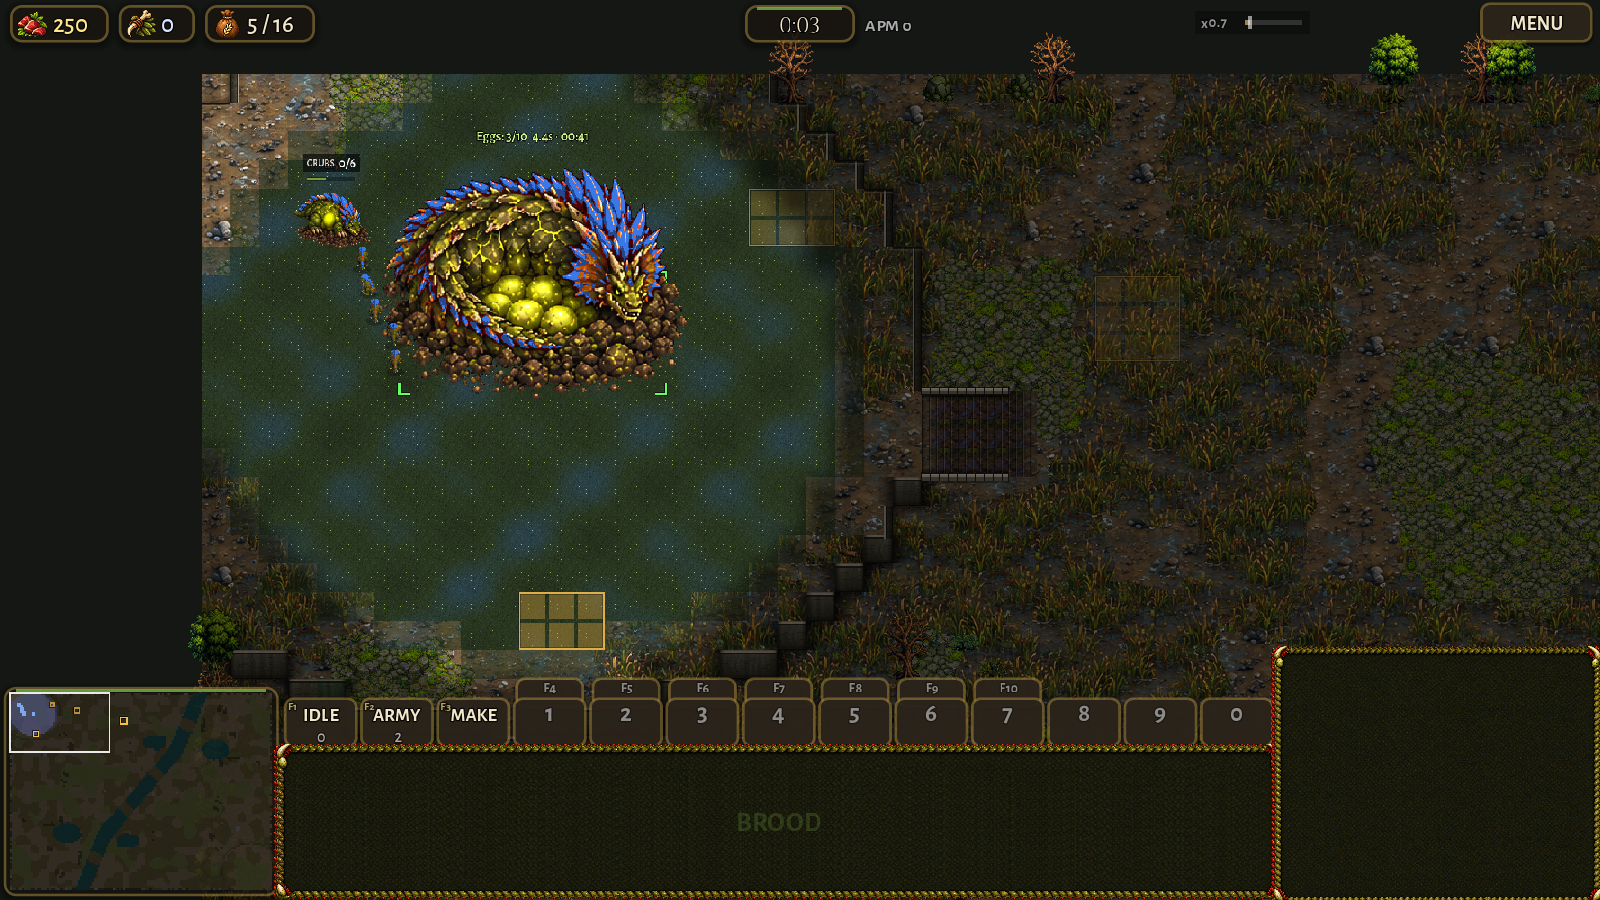 250
0
5/16
0:03
APM 0
x0.7
MENU
Eggs: 3/10 4.4s · 00:41
GRUBS 0/6
F1 IDLE 0
F2 ARMY 2
F3 MAKE
F4 1
F5 2
F6 3
F7 4
F8 5
F9 6
F10 7
8
9
0
BROOD